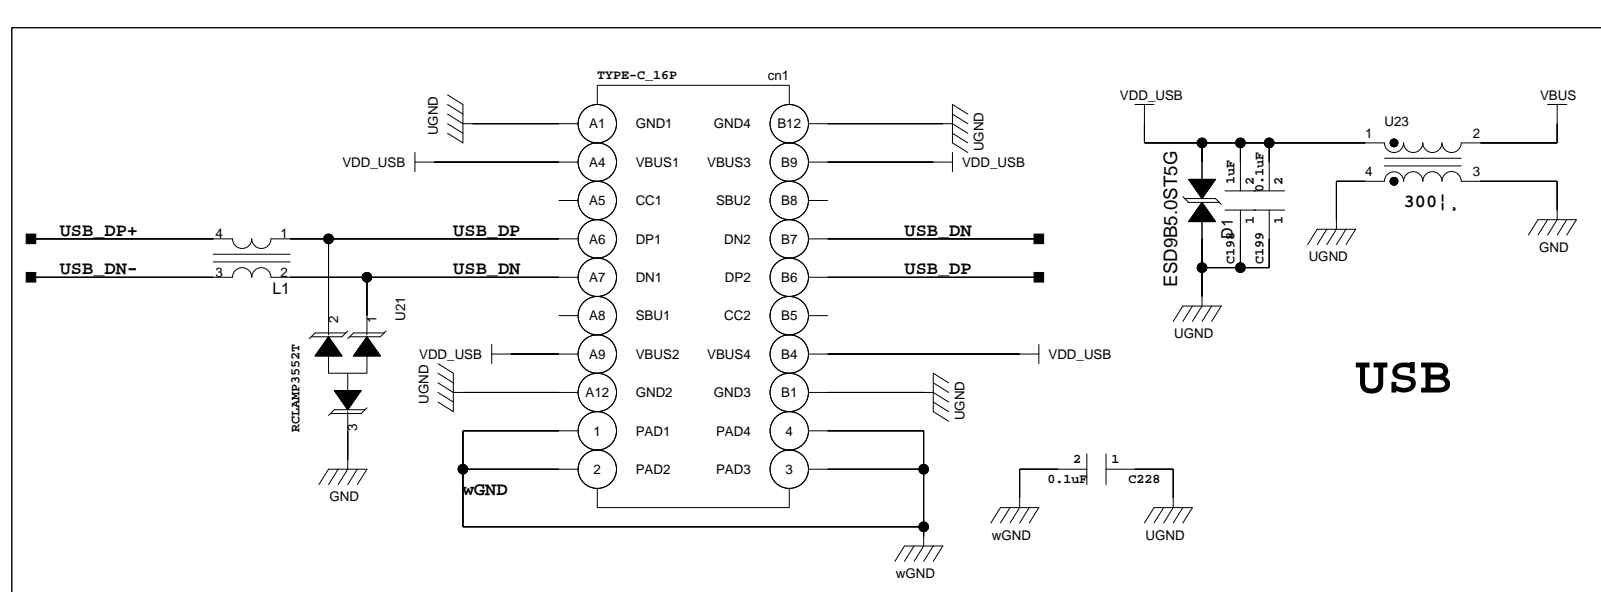 TYPE-C_16P cn1
UGND A1 GND1 GND4 B12 UGND
VDD_USB A4 VBUS1 VBUS3 B9 VDD_USB
A5 CC1 SBU2 B8
USB_DP+ 4 1 USB_DP A6 DP1 DN2 B7 USB_DN
USB_DN- 3 2 USB_DN A7 DN1 DP2 B6 USB_DP
L1
A8 SBU1 CC2 B5
2 1 U21
RCLAMP3552T
VDD_USB A9 VBUS2 VBUS4 B4 VDD_USB
UGND A12 GND2 GND3 B1 UGND
3
GND
1 PAD1 PAD4 4
2 PAD2 PAD3 3
wGND
wGND
VDD_USB VBUS
U23
1 2
4 3
300¦¸
UGND GND
ESD9B5.0ST5G
D1
1uF 2 0.1uF 2
C198 1 C199 1
UGND
USB
2 1
0.1uF C228
wGND UGND